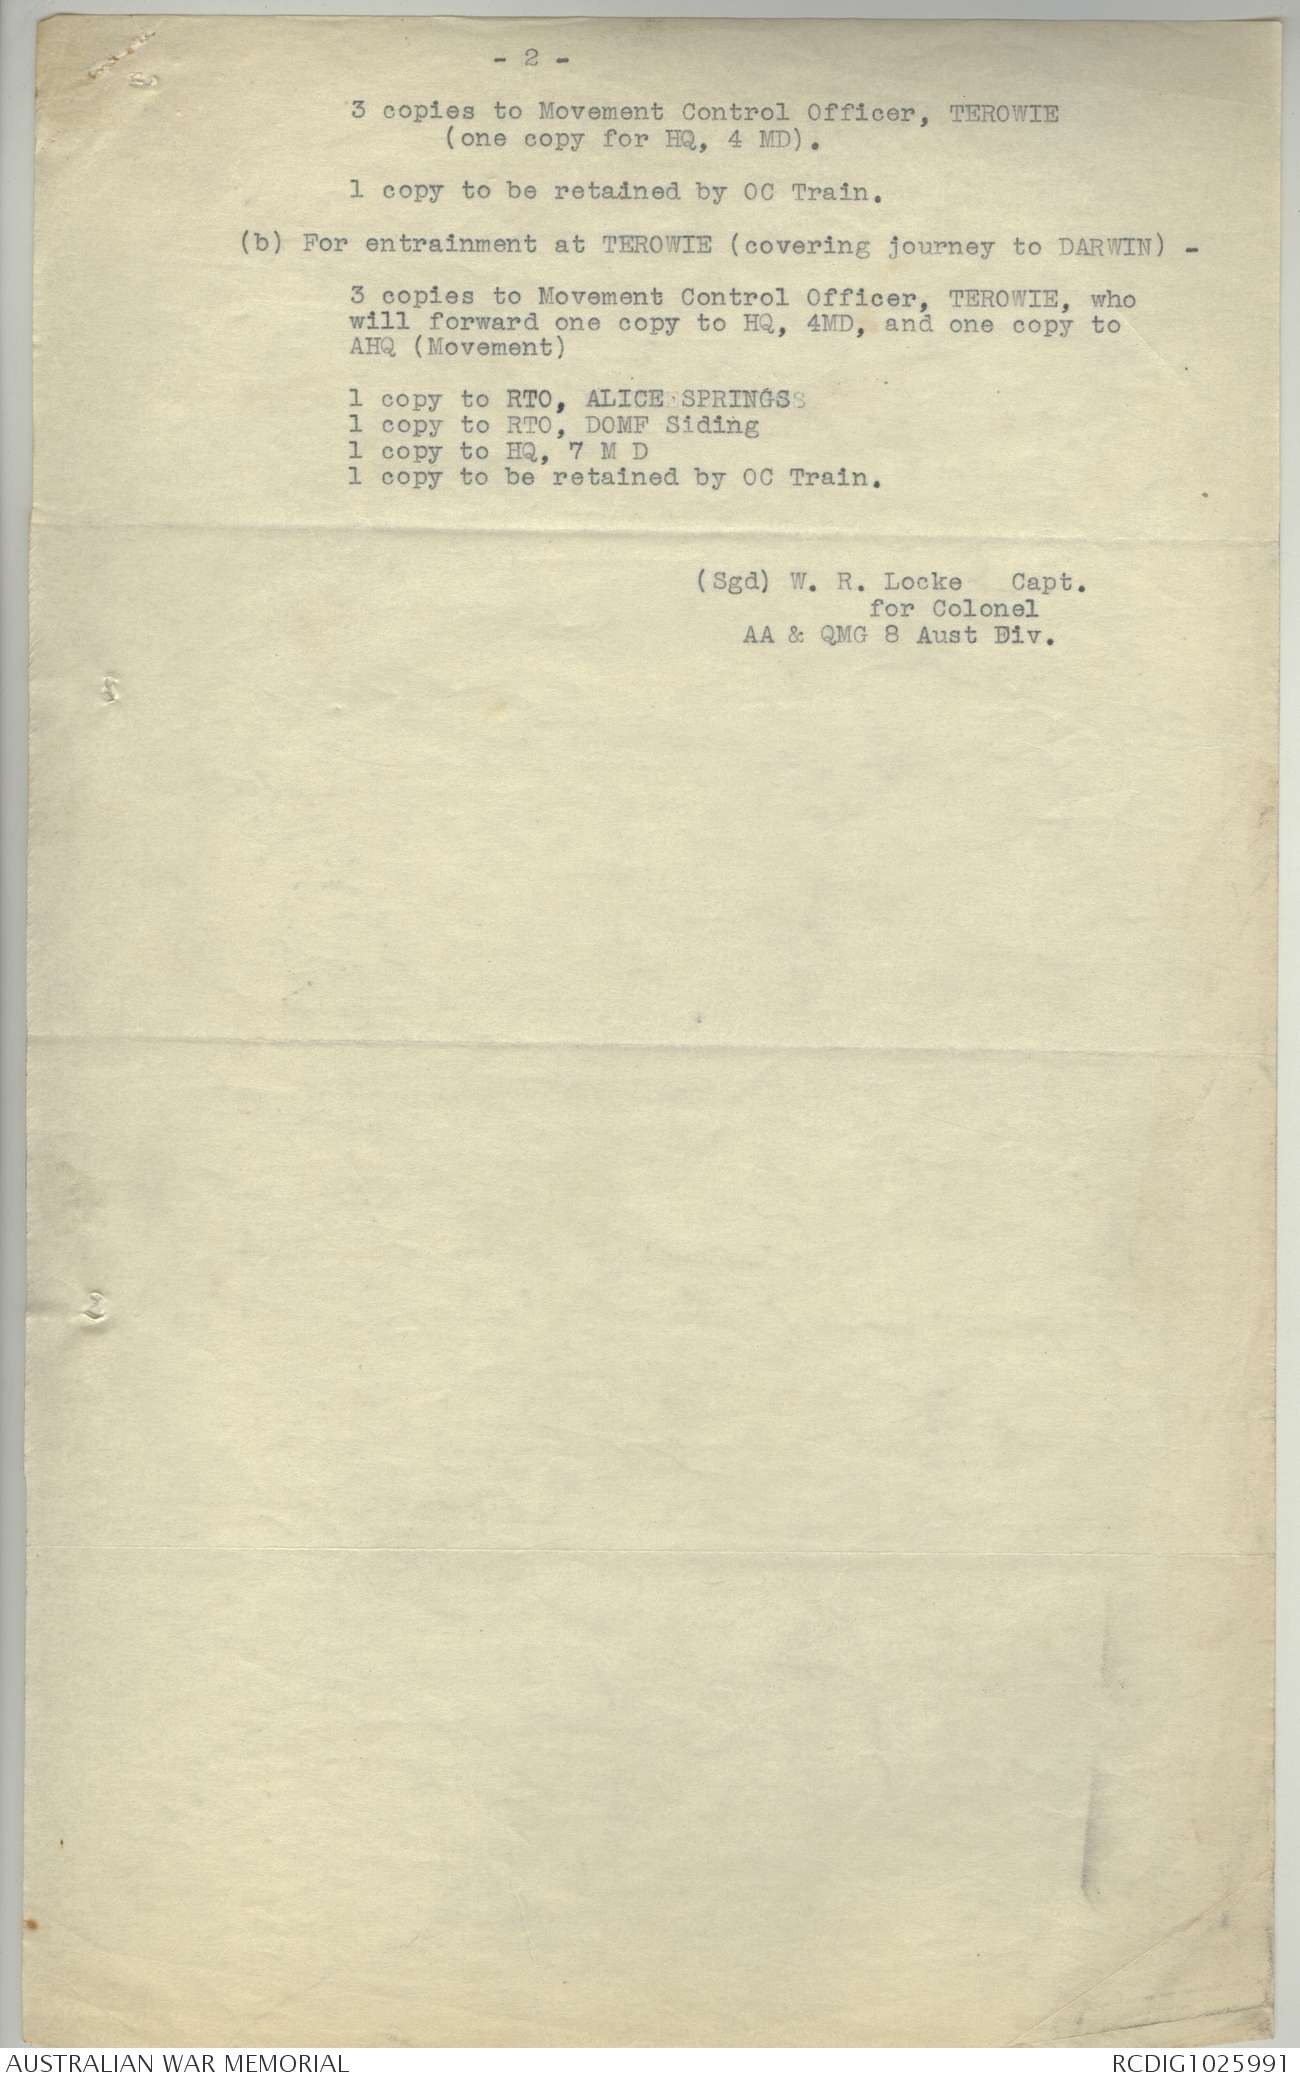 - 2 -
3 copies to Movement Control Officer, TEROWIE
(one copy for HQ, 4 MD).
1 copy to be retained by OC Train.
(b) For entrainment at TEROWIE (covering journey to DARWIN) -
3 copies to Movement Control Officer, TEROWIE, who
will forward one copy to HQ, 4MD, and one copy to
AHQ (Movement)
1 copy to RTO, ALICE SPRINGS
1 copy to RTO, DOMF Siding
1 copy to HQ, 7 M D
1 copy to be retained by OC Train.
(Sgd) W. R. Locke Capt.
for Colonel
AA & QMG 8 Aust Div.
AUSTRALIAN WAR MEMORIAL
RCDIG1025991